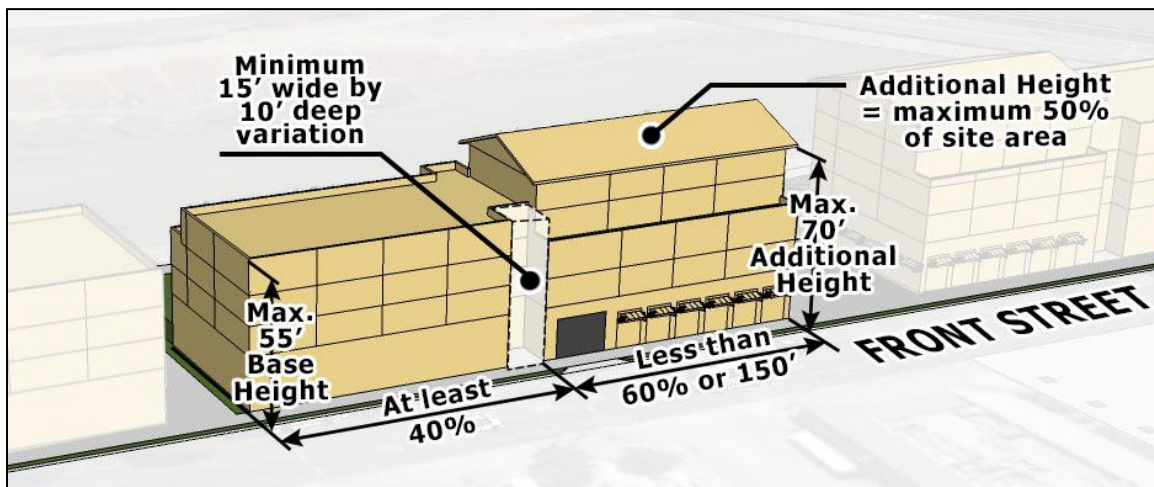 Minimum
15’ wide by
10’ deep
variation
Additional Height
= maximum 50%
of site area
Max.
55’
Base
Height
Max.
70’
Additional
Height
At least
40%
Less than
60% or 150’
FRONT STREET